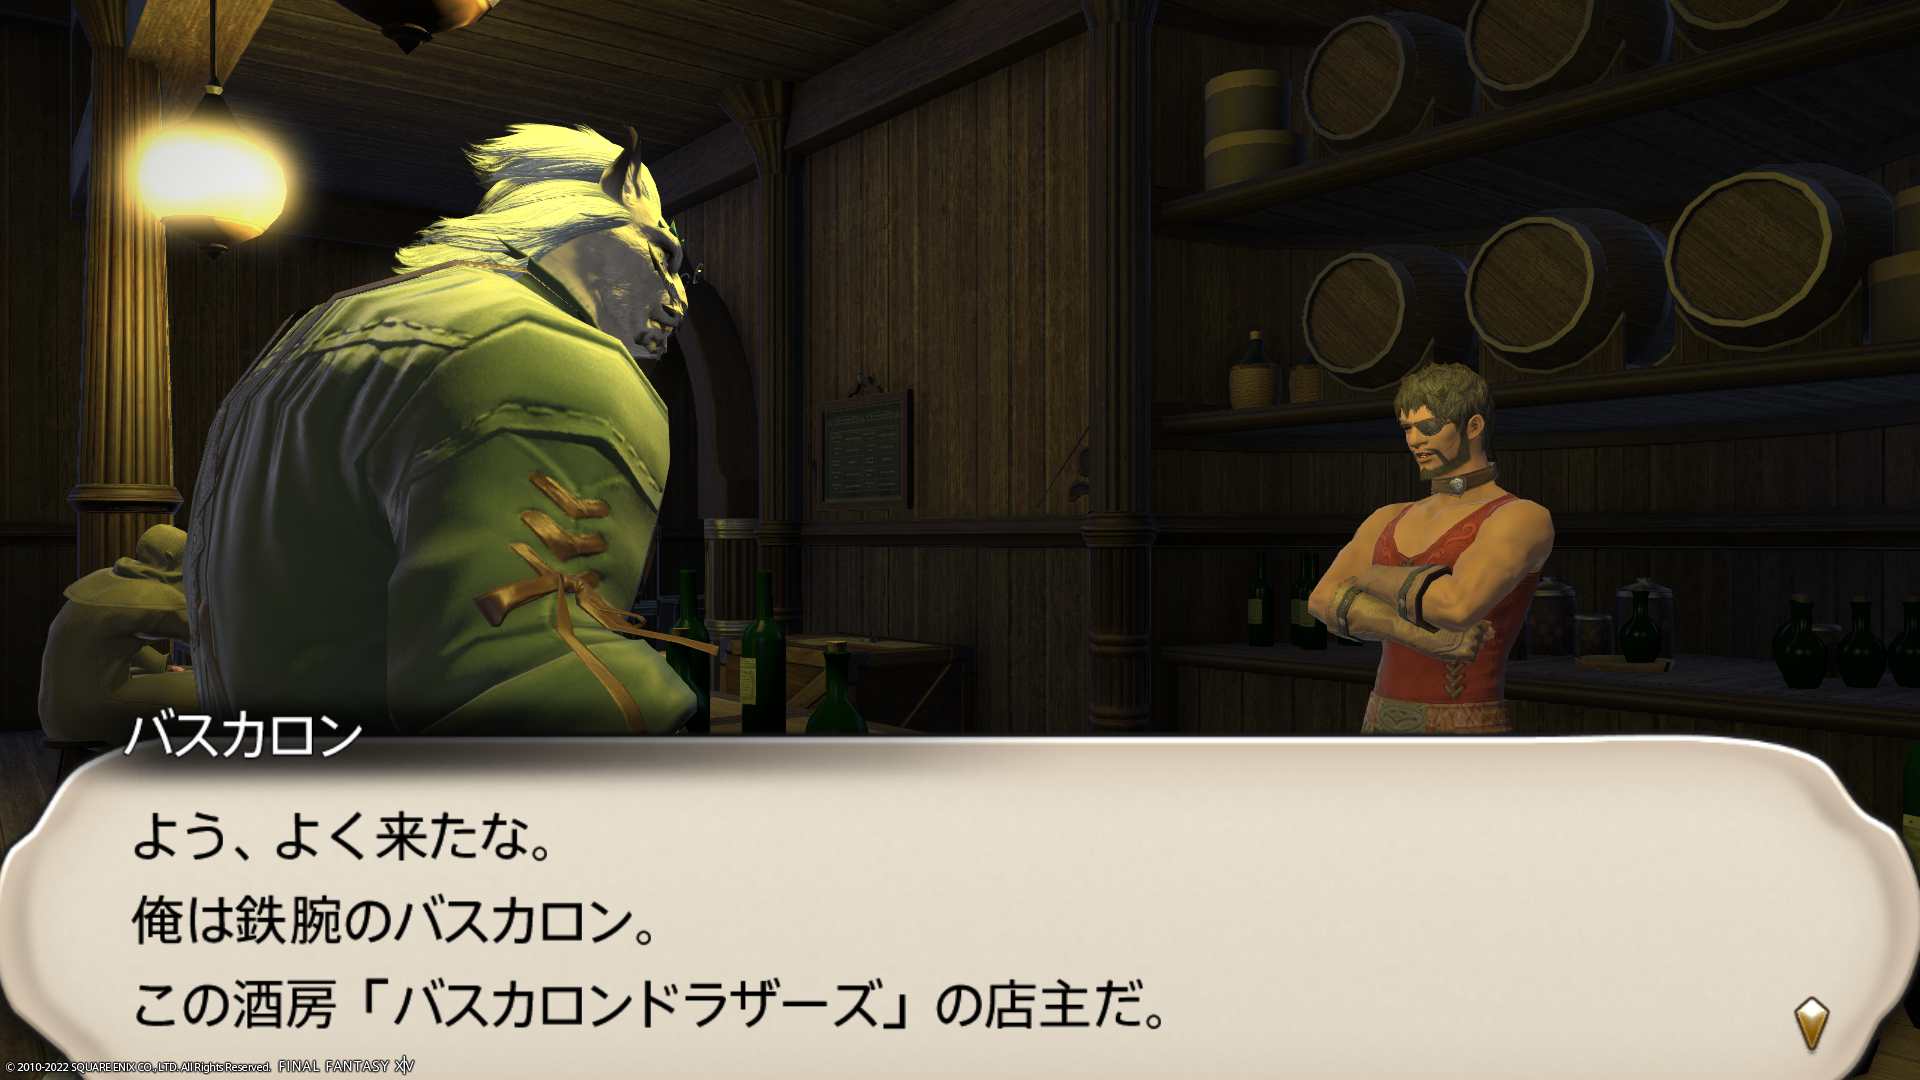 バスカロン
よう、よく来たな。
俺は鉄腕のバスカロン。
この酒房「バスカロンドラザーズ」の店主だ。
© 2010-2022 SQUARE ENIX CO., LTD. All Rights Reserved. FINAL FANTASY XIV